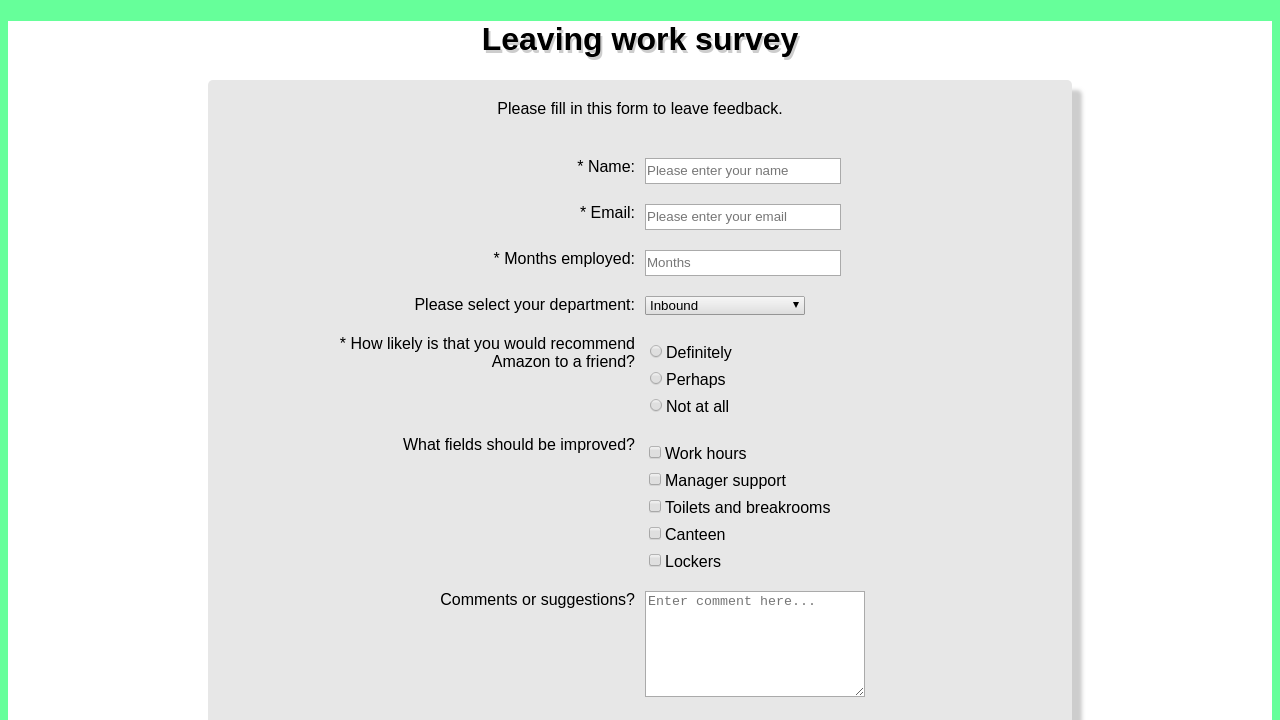 Leaving work survey
Please fill in this form to leave feedback.
* Name: Please enter your name
* Email: Please enter your email
* Months employed: Months
Please select your department: Inbound
* How likely is that you would recommend
Amazon to a friend?
Definitely
Perhaps
Not at all
What fields should be improved?
Work hours
Manager support
Toilets and breakrooms
Canteen
Lockers
Comments or suggestions? Enter comment here...